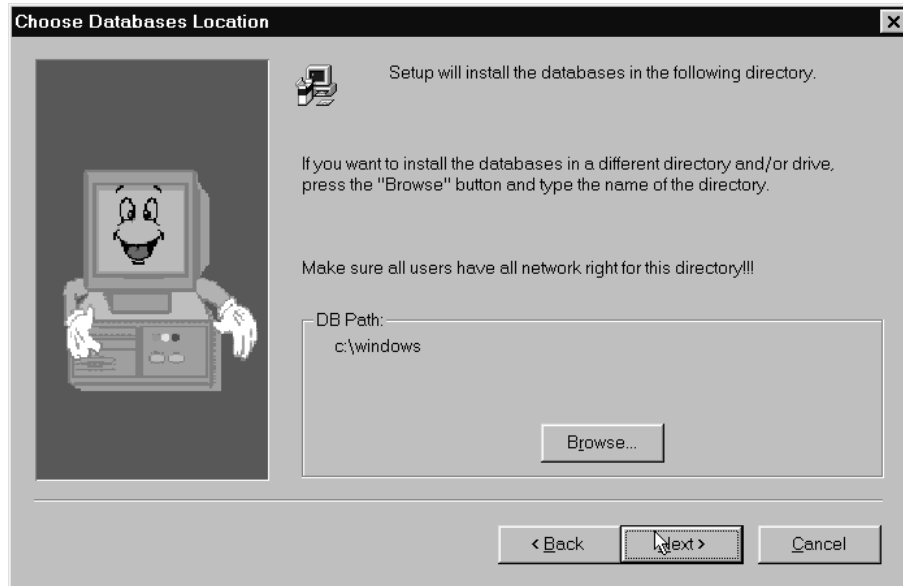 Choose Databases Location
Setup will install the databases in the following directory.
If you want to install the databases in a different directory and/or drive,
press the "Browse" button and type the name of the directory.
Make sure all users have all network right for this directory!!!
DB Path:
c:\windows
Browse...
< Back
Next >
Cancel